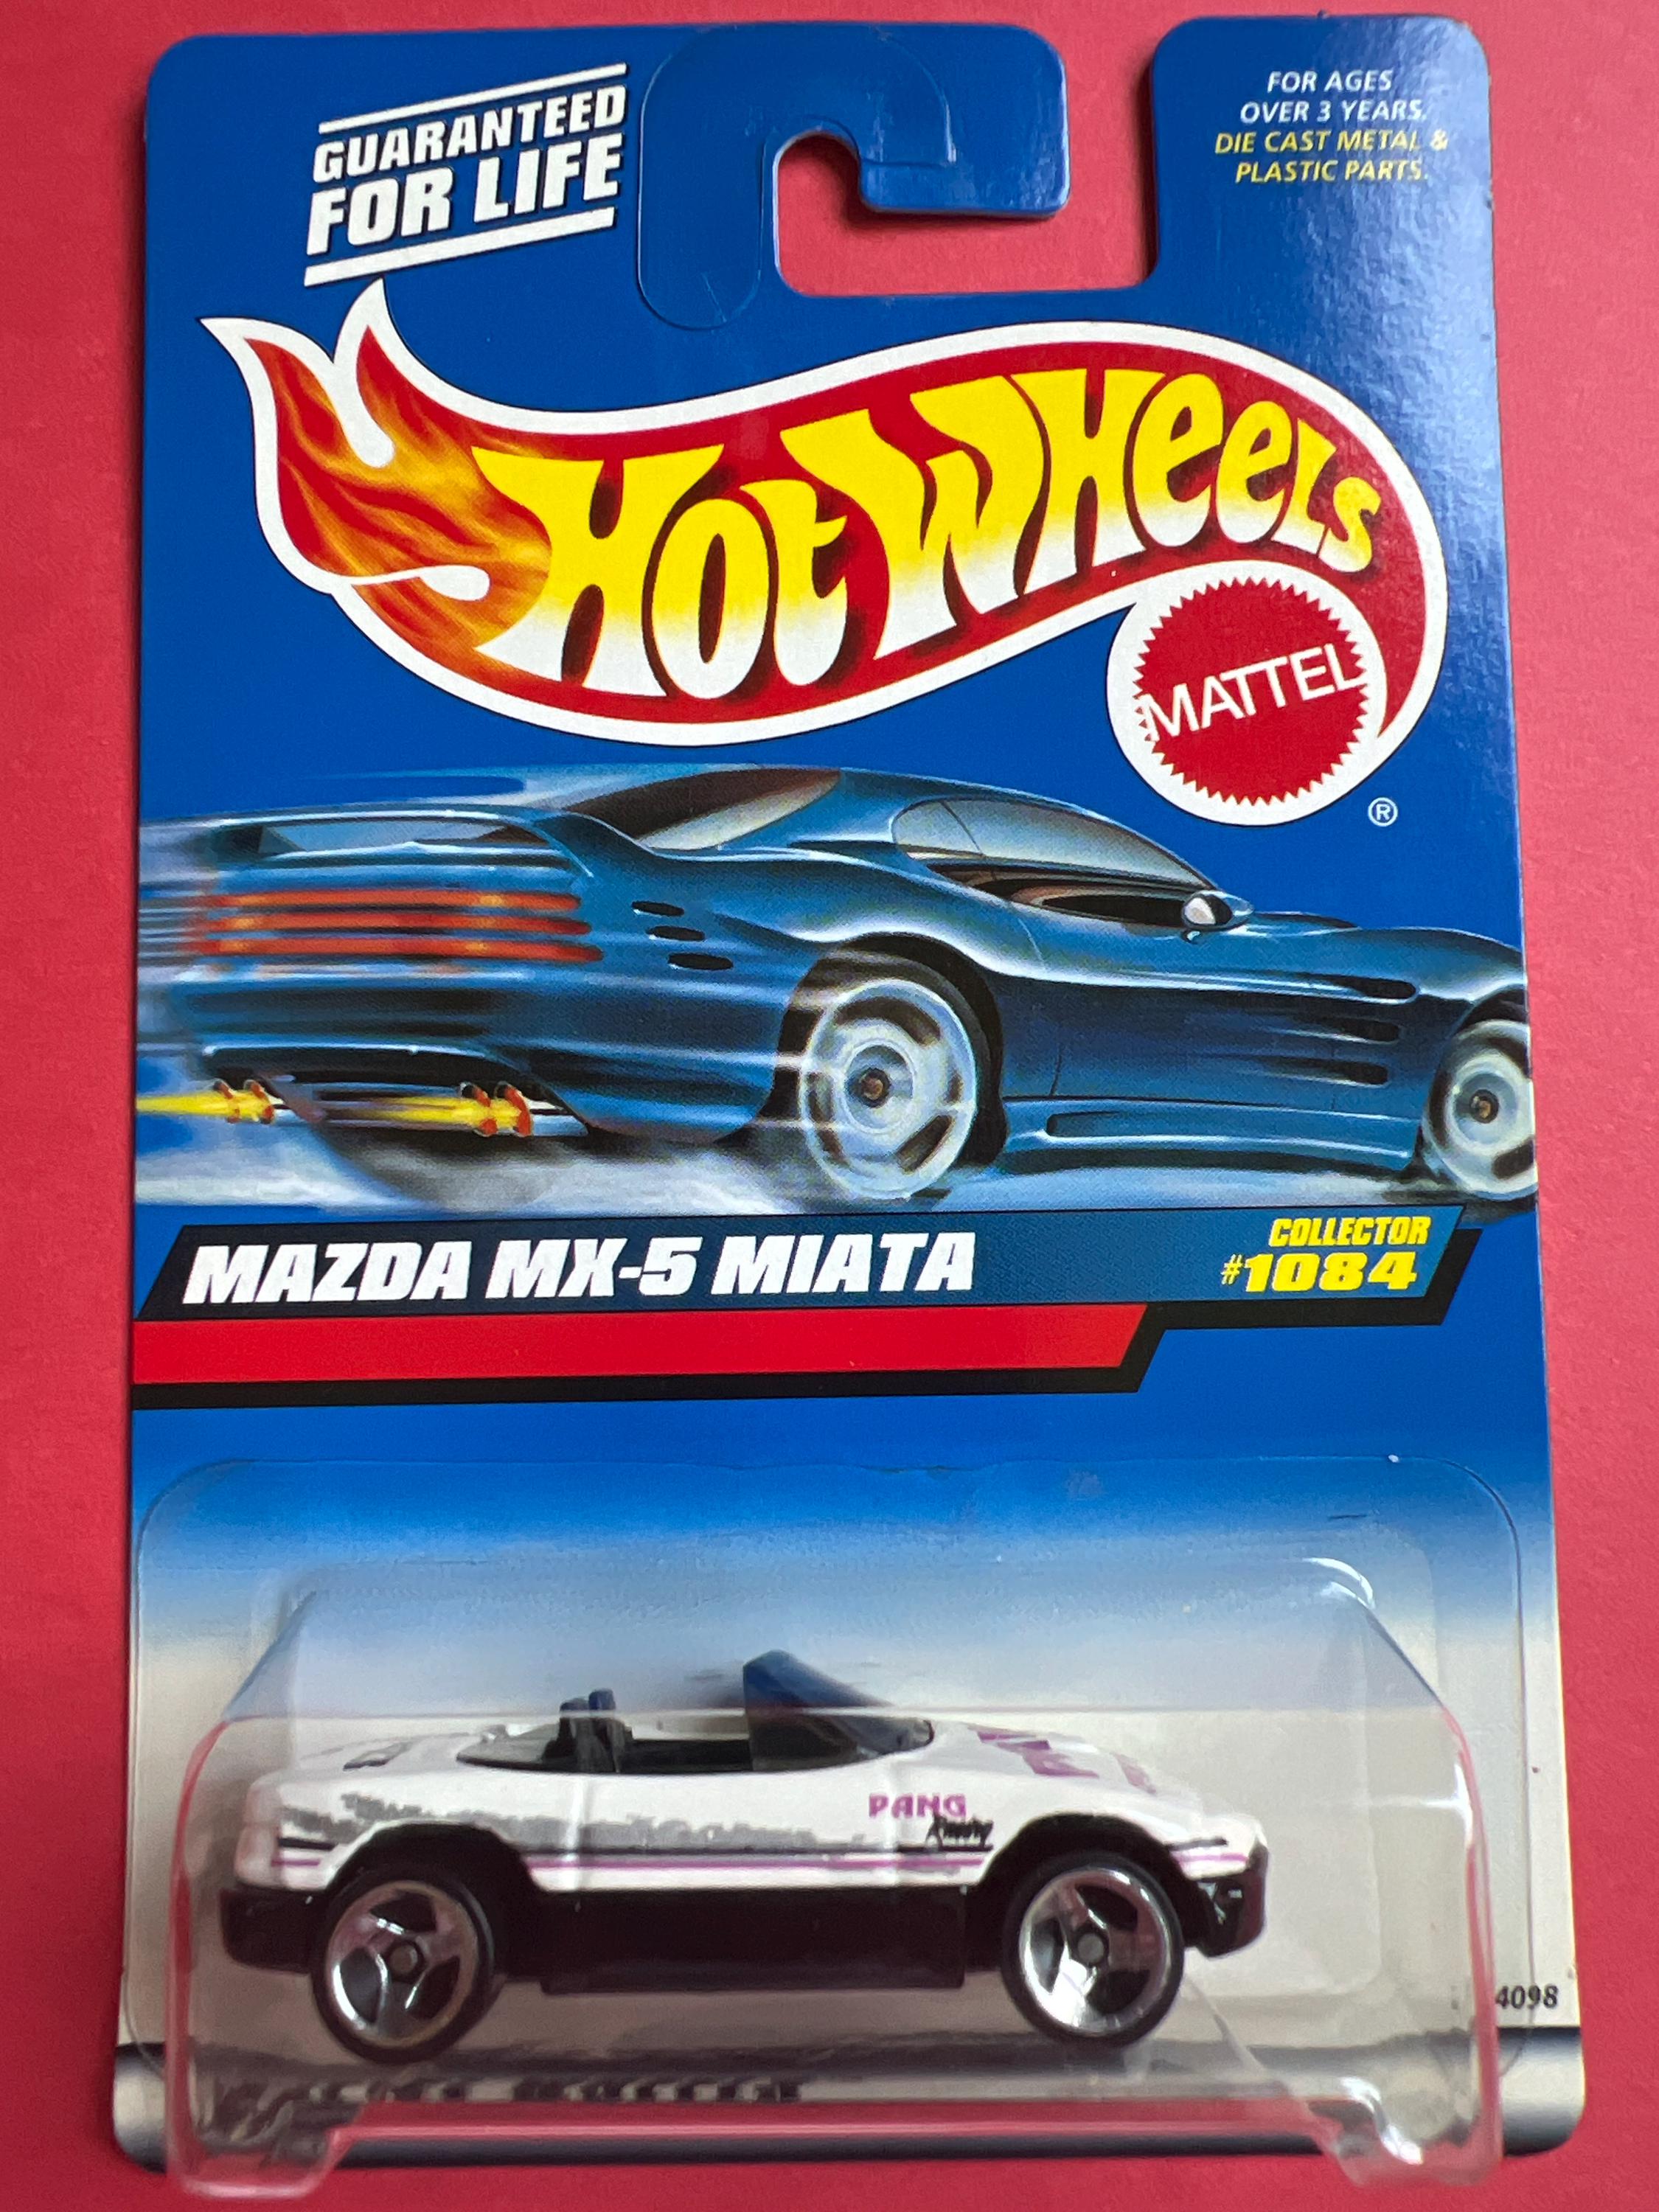 GUARANTEED
FOR LIFE
FOR AGES
OVER 3 YEARS.
DIE CAST METAL &
PLASTIC PARTS.
HOT WHEELS
MATTEL
®
MAZDA MX-5 MIATA
COLLECTOR
#1084
PANG
Racing
4098